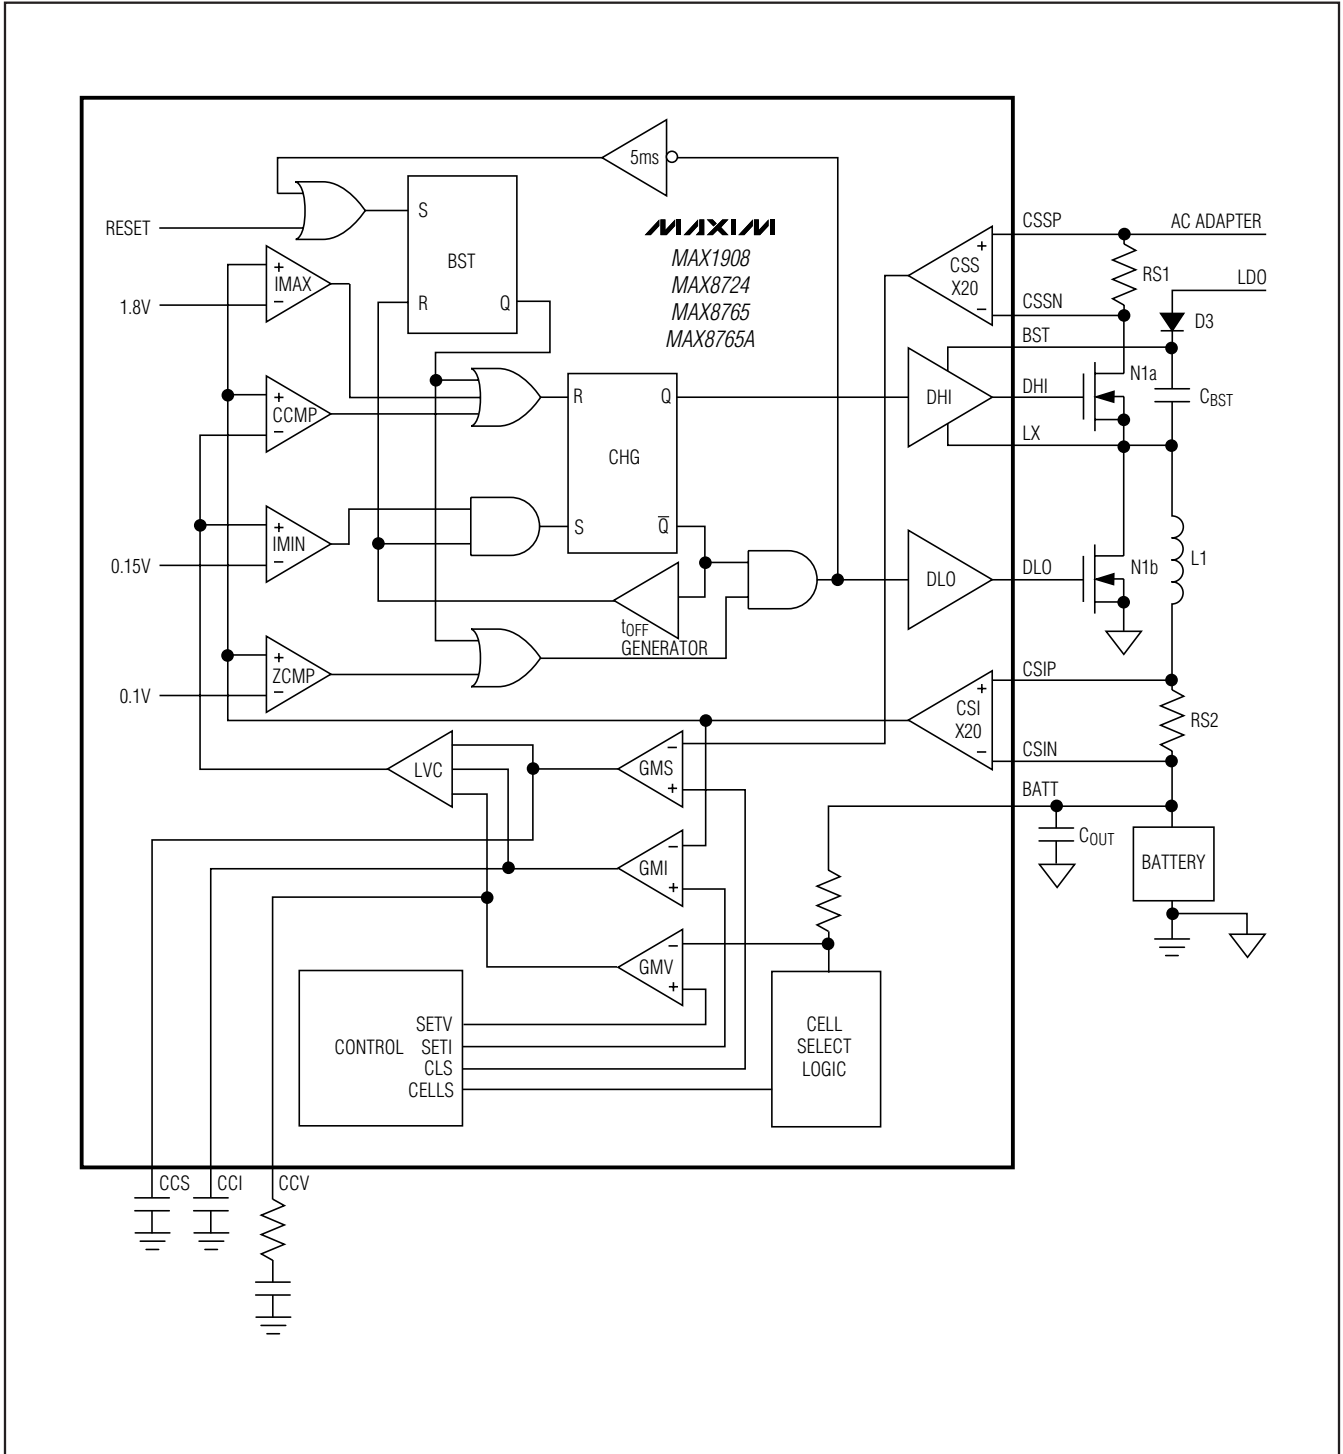 5ms
RESET
S
BST
R
Q
MAXIM
MAX1908
MAX8724
MAX8765
MAX8765A
+
IMAX
−
1.8V
+
CCMP
−
+
IMIN
−
0.15V
+
ZCMP
−
0.1V
R
Q
CHG
S
Q̅
tOFF
GENERATOR
+
CSS
X20
−
CSSP
AC ADAPTER
RS1
LDO
CSSN
D3
BST
DHI
DHI
N1a
CBST
LX
DLO
DLO
N1b
L1
+
CSI
X20
−
CSIP
RS2
CSIN
BATT
COUT
BATTERY
LVC
−
GMS
+
−
GMI
+
−
GMV
+
CONTROL
SETV
SETI
CLS
CELLS
CELL
SELECT
LOGIC
CCS
CCI
CCV